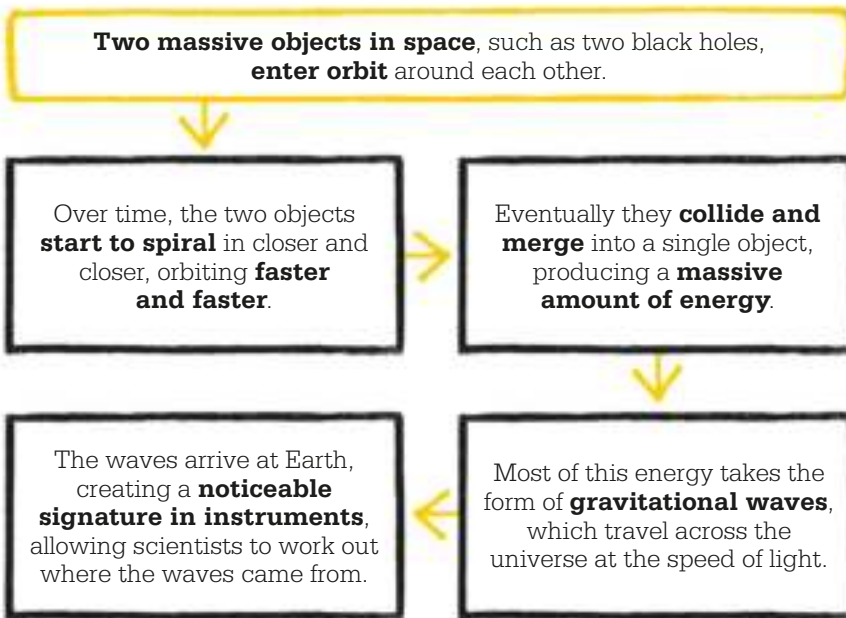 Two massive objects in space, such as two black holes,
enter orbit around each other.
Over time, the two objects
start to spiral in closer and
closer, orbiting faster
and faster.
Eventually they collide and
merge into a single object,
producing a massive
amount of energy.
Most of this energy takes the
form of gravitational waves,
which travel across the
universe at the speed of light.
The waves arrive at Earth,
creating a noticeable
signature in instruments,
allowing scientists to work out
where the waves came from.